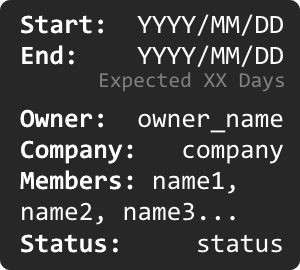 Start: YYYY/MM/DD
End: YYYY/MM/DD
Expected XX Days
Owner: owner_name
Company: company
Members: name1,
name2, name3...
Status: status